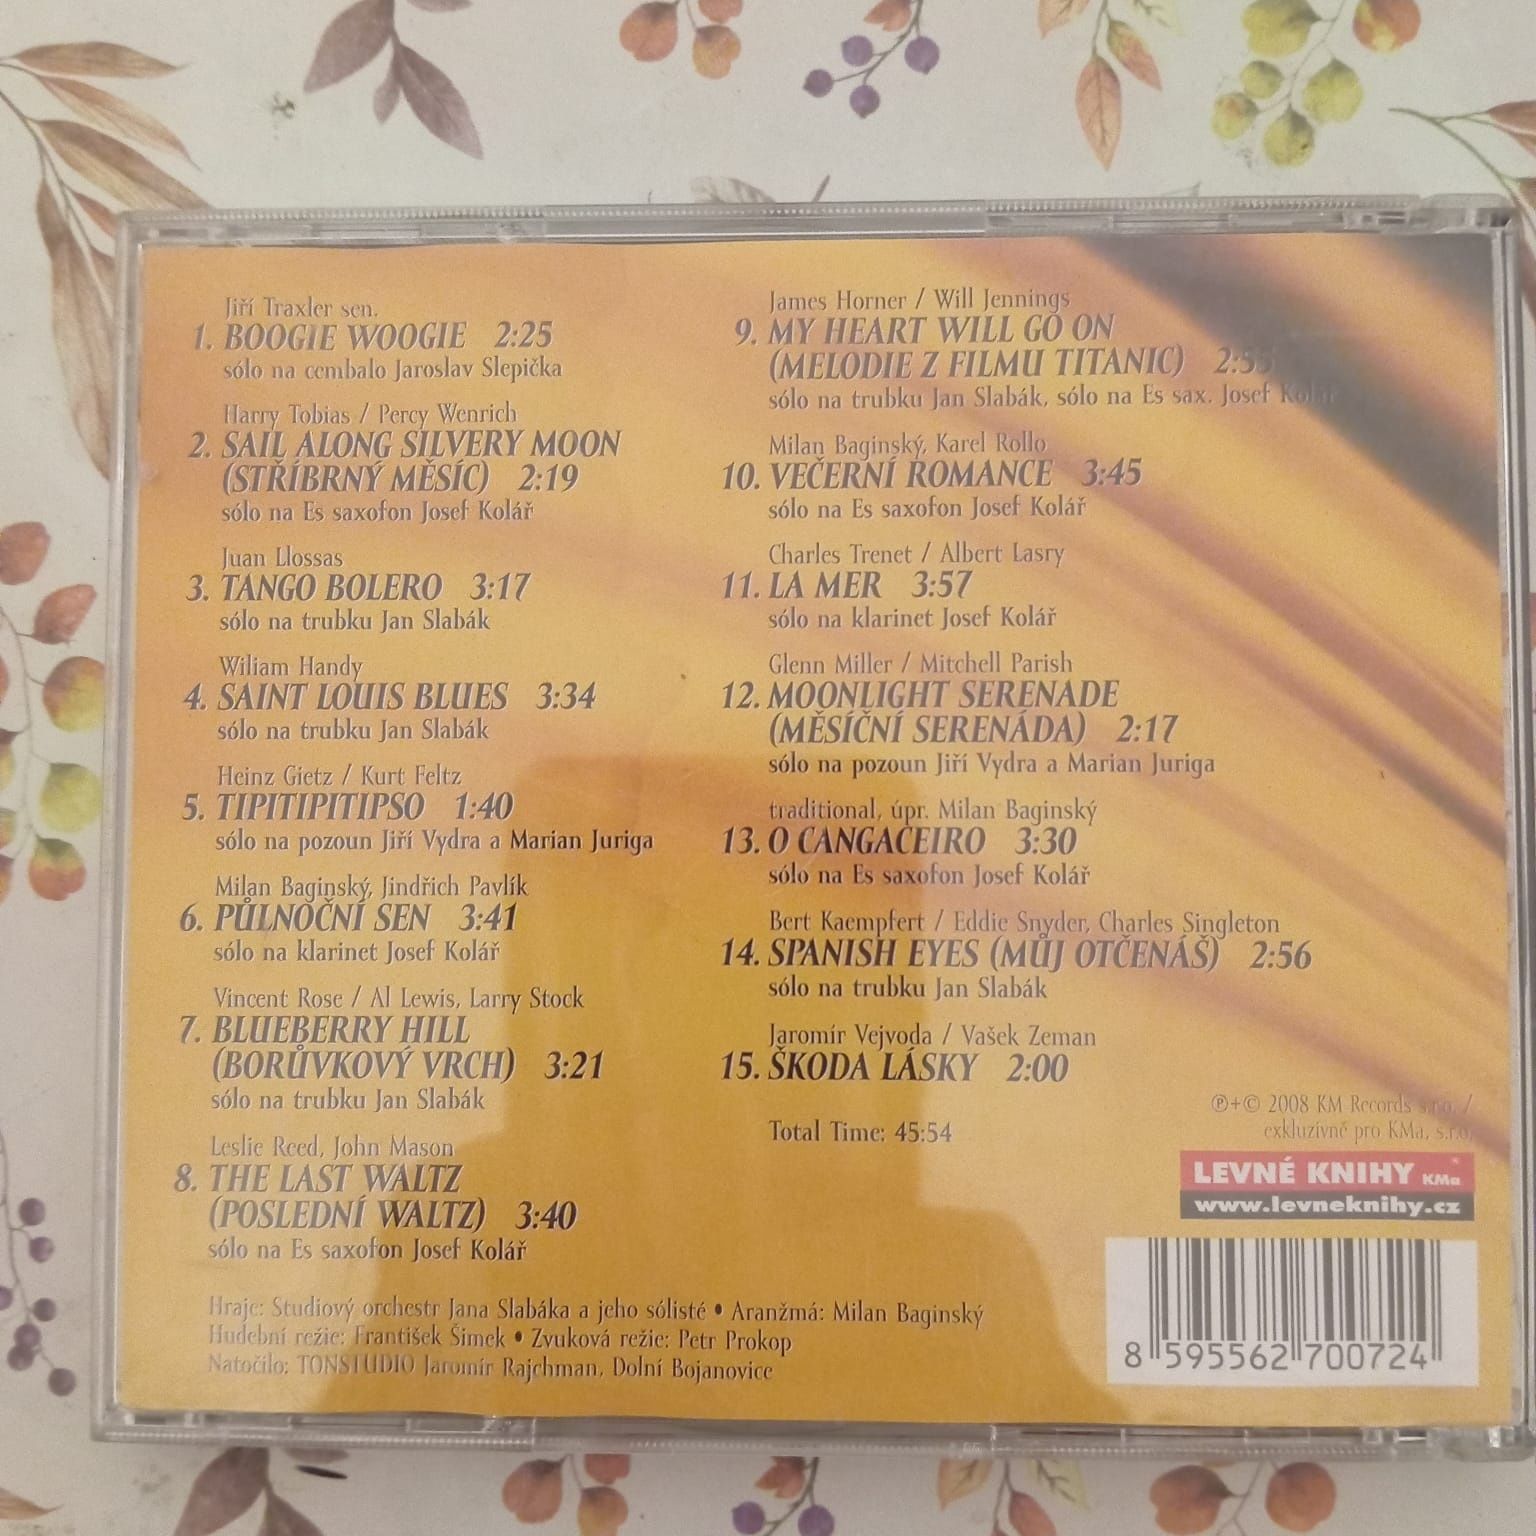 Jiří Traxler sen.
1. BOOGIE WOOGIE 2:25
sólo na cembalo Jaroslav Slepička
Harry Tobias / Percy Wenrich
2. SAIL ALONG SILVERY MOON
(STŘÍBRNÝ MĚSÍC) 2:19
sólo na Es saxofon Josef Kolář
Juan Llossas
3. TANGO BOLERO 3:17
sólo na trubku Jan Slabák
Wiliam Handy
4. SAINT LOUIS BLUES 3:34
sólo na trubku Jan Slabák
Heinz Gietz / Kurt Feltz
5. TIPITIPITIPSO 1:40
sólo na pozoun Jiří Vydra a Marian Juriga
Milan Baginský, Jindřich Pavlík
6. PŮLNOČNÍ SEN 3:41
sólo na klarinet Josef Kolář
Vincent Rose / Al Lewis, Larry Stock
7. BLUEBERRY HILL
(BORŮVKOVÝ VRCH) 3:21
sólo na trubku Jan Slabák
Leslie Reed, John Mason
8. THE LAST WALTZ
(POSLEDNÍ WALTZ) 3:40
sólo na Es saxofon Josef Kolář
James Horner / Will Jennings
9. MY HEART WILL GO ON
(MELODIE Z FILMU TITANIC) 2:55
sólo na trubku Jan Slabák, sólo na Es sax. Josef Kolář
Milan Baginský, Karel Rollo
10. VEČERNÍ ROMANCE 3:45
sólo na Es saxofon Josef Kolář
Charles Trenet / Albert Lasry
11. LA MER 3:57
sólo na klarinet Josef Kolář
Glenn Miller / Mitchell Parish
12. MOONLIGHT SERENADE
(MĚSÍČNÍ SERENÁDA) 2:17
sólo na pozoun Jiří Vydra a Marian Juriga
traditional, úpr. Milan Baginský
13. O CANGACEIRO 3:30
sólo na Es saxofon Josef Kolář
Bert Kaempfert / Eddie Snyder, Charles Singleton
14. SPANISH EYES (MŮJ OTČENÁŠ) 2:56
sólo na trubku Jan Slabák
Jaromír Vejvoda / Vašek Zeman
15. ŠKODA LÁSKY 2:00
Total Time: 45:54
℗+© 2008 KM Records s.r.o. /
exkluzivně pro KMa, s.r.o.
LEVNÉ KNIHY KMa
www.levneknihy.cz
8 595562 700724
Hraje: Studiový orchestr Jana Slabáka a jeho sólisté • Aranžmá: Milan Baginský
Hudební režie: František Šimek • Zvuková režie: Petr Prokop
Natočilo: TONSTUDIO Jaromír Rajchman, Dolní Bojanovice